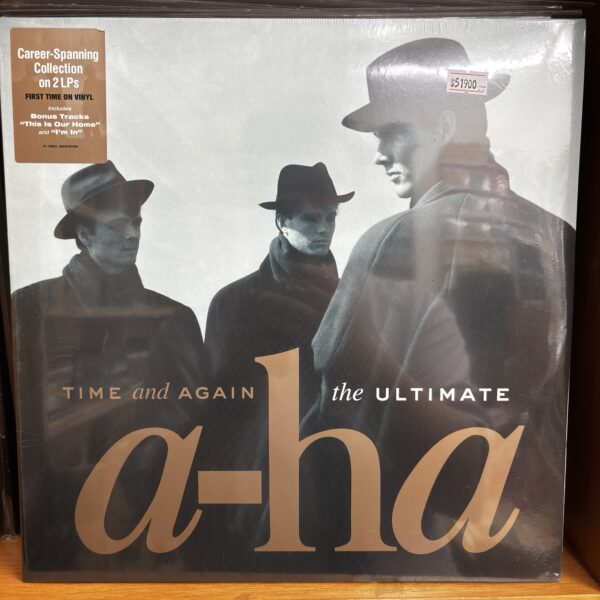 Career-Spanning
Collection
on 2 LPs
FIRST TIME ON VINYL
Includes
Bonus Tracks
"This Is Our Home"
and "I'm In"
$51900
TIME and AGAIN the ULTIMATE
a-ha